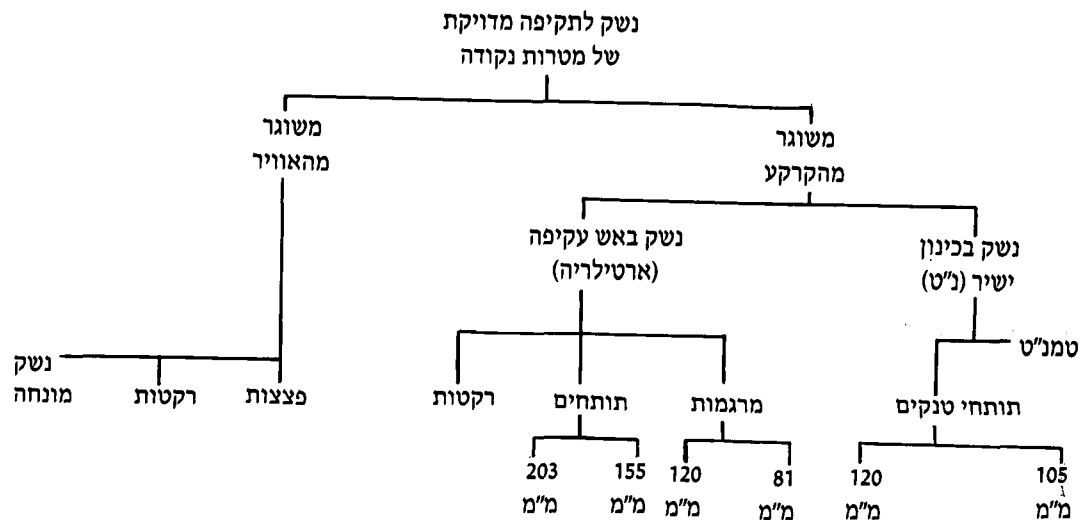 נשק לתקיפה מדויקת
של מטרות נקודה
משוגר
מהקרקע
משוגר
מהאוויר
נשק בכינון
ישיר (נ"ט)
נשק באש עקיפה
(ארטילריה)
טמנ"ט
תותחי טנקים
מרגמות
תותחים
רקטות
פצצות
רקטות
נשק
מונחה
105
מ"מ
120
מ"מ
81
מ"מ
120
מ"מ
155
מ"מ
203
מ"מ